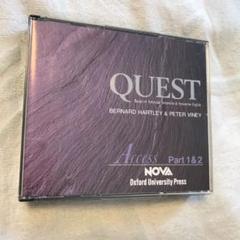 QUEST
BERNARD HARTLEY & PETER VINEY
Access Part 1 & 2
NOVA
Oxford University Press